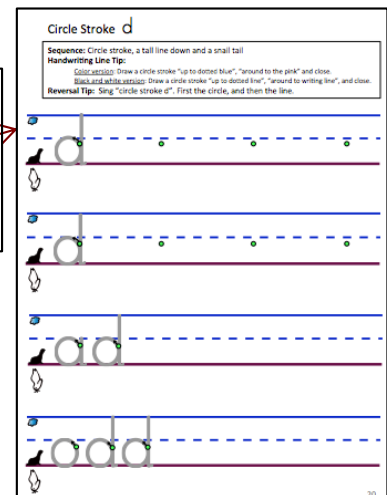 Circle Stroke d
Sequence: Circle stroke, a tall line down and a snail tail
Handwriting Line Tip:
Color version: Draw a circle stroke "up to dotted blue", "around to the pink" and close.
Black and white version: Draw a circle stroke "up to dotted line", "around to writing line", and close.
Reversal Tip: Sing "circle stroke d". First the circle, and then the line.
d
d
a d
a d d